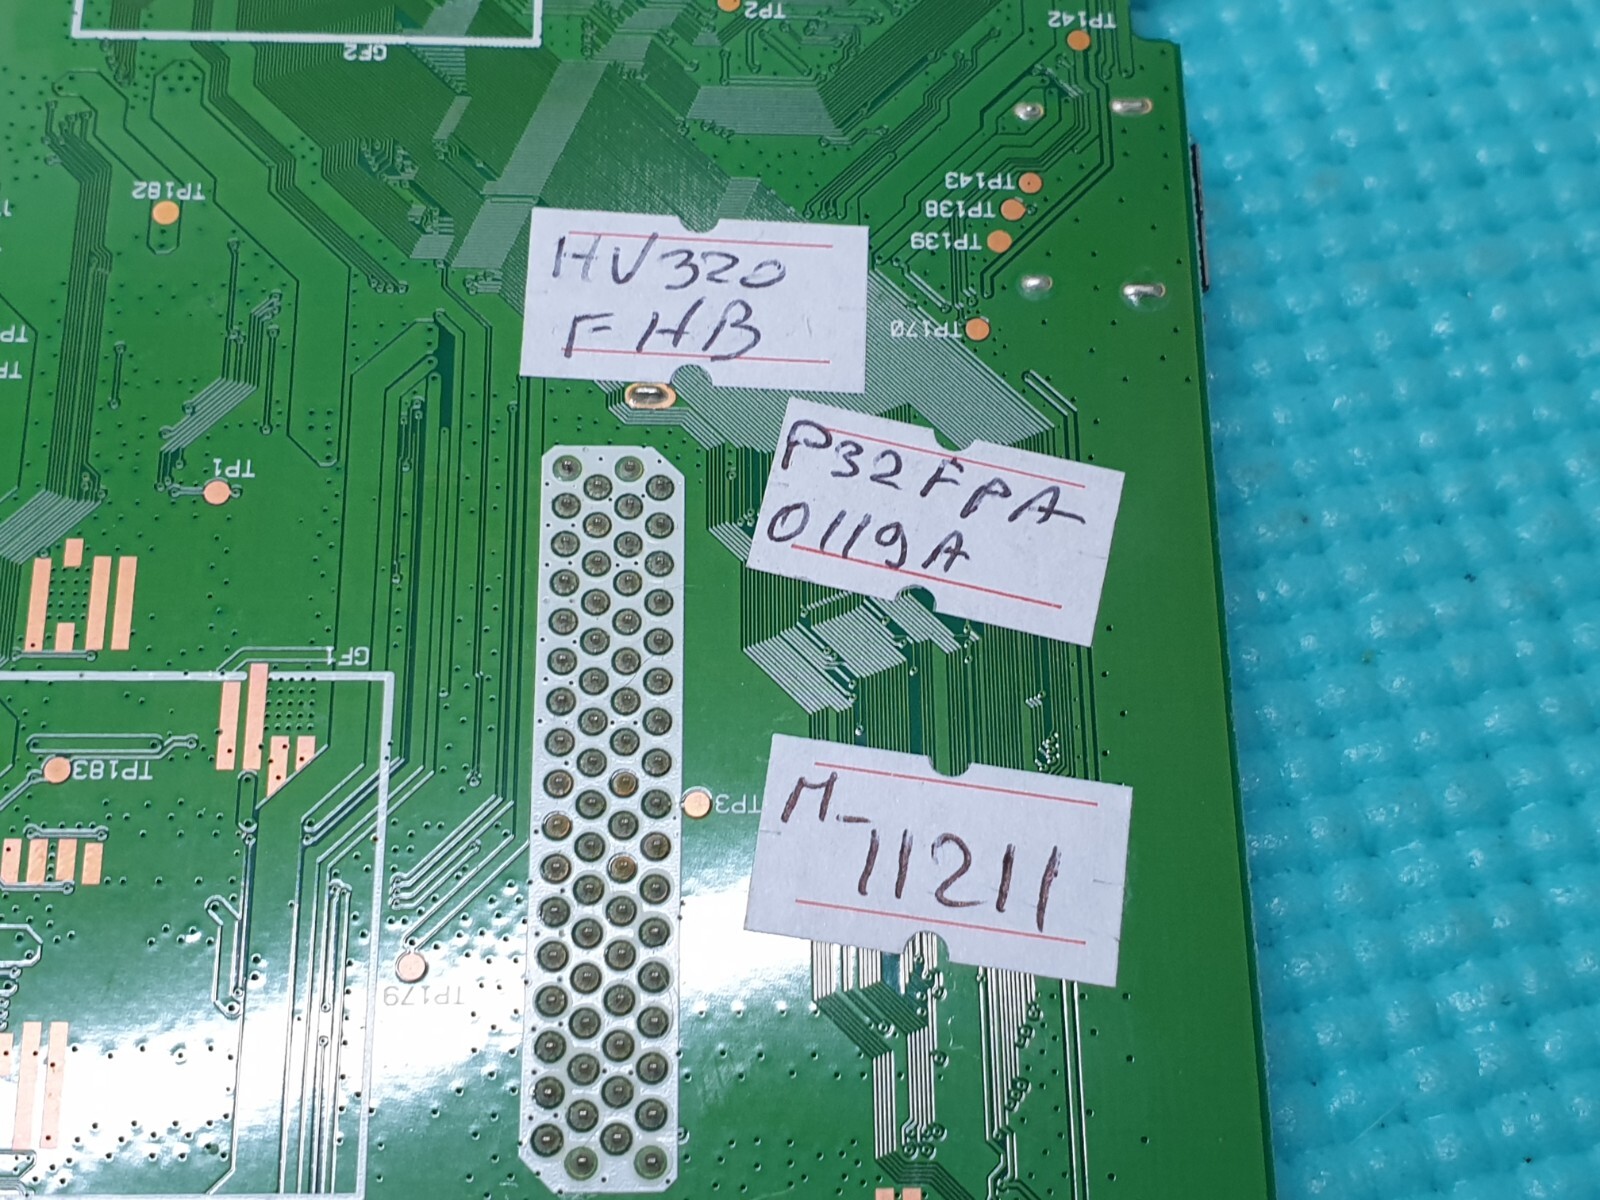 GF2
TP2
TP142
TP182
TP143
TP138
TP139
TP170
HV320
FHB
P32FPA
0119A
TP1
GF1
TP183
TP3
M-11211
TP179